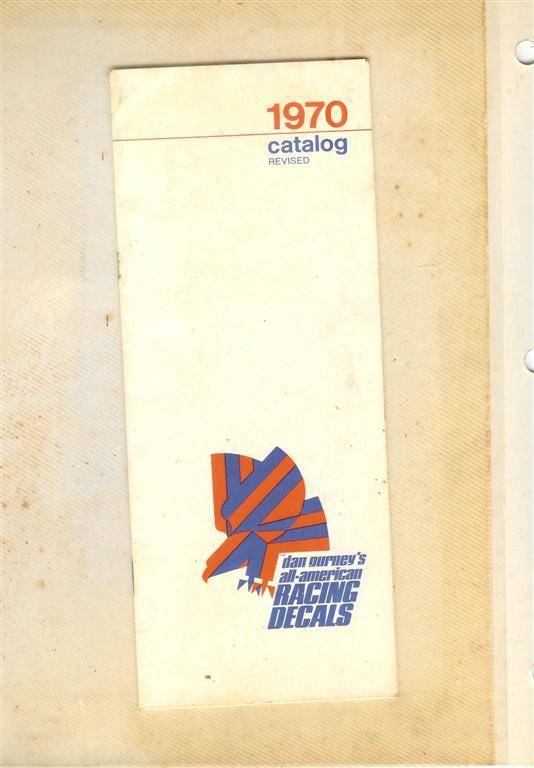 1970
catalog
REVISED
dan gurney's
all-american
RACING
DECALS